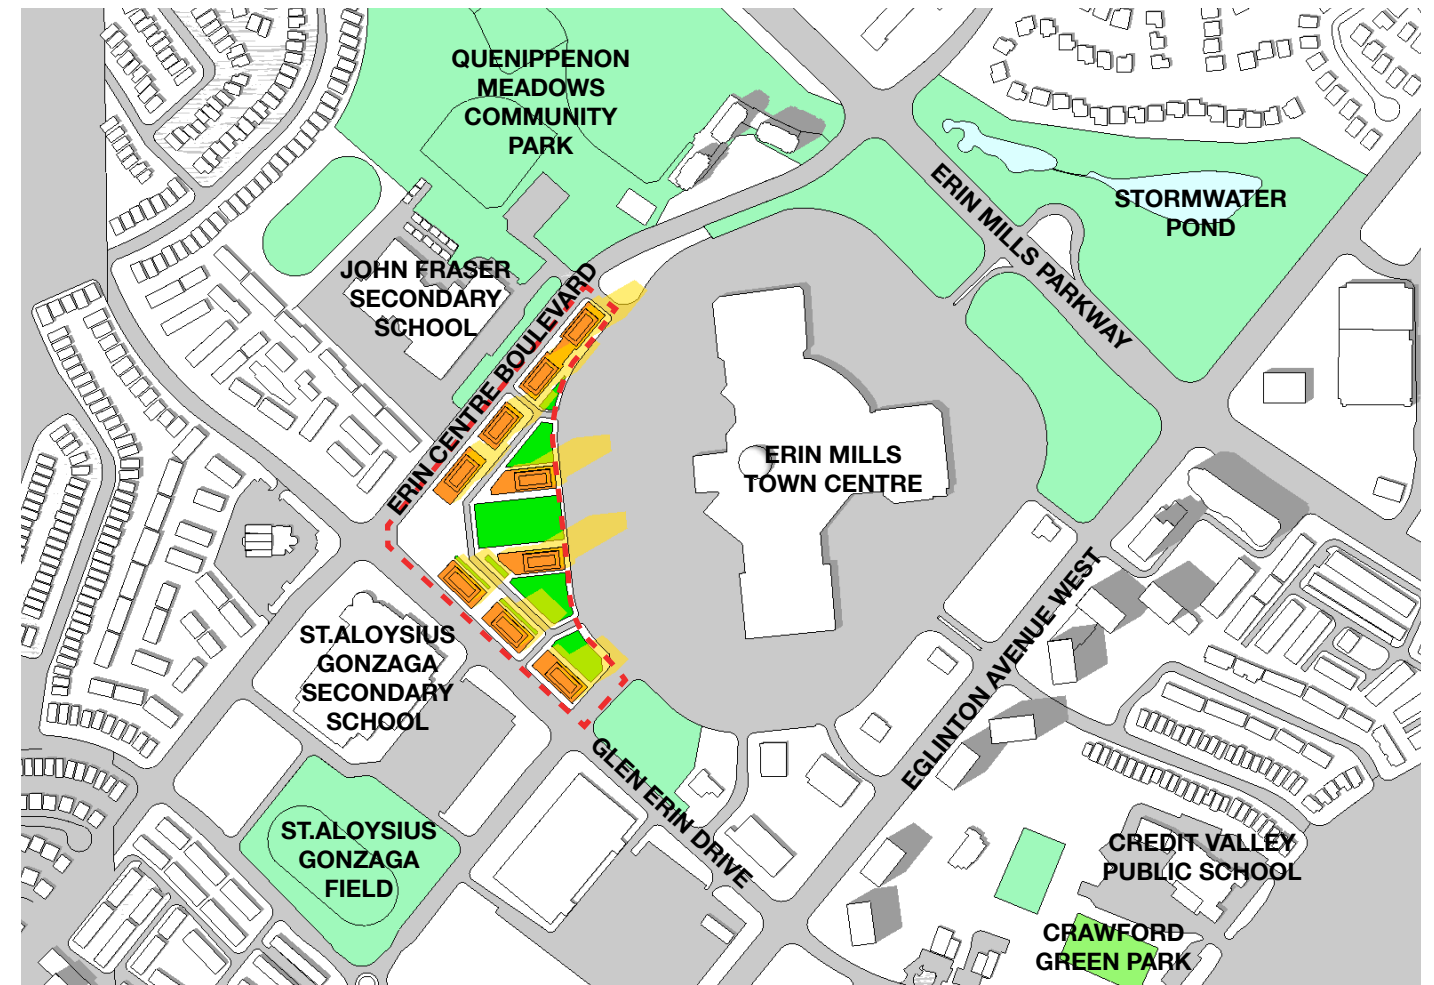 QUENIPPENON
MEADOWS
COMMUNITY
PARK
ERIN MILLS PARKWAY
STORMWATER
POND
JOHN FRASER
SECONDARY
SCHOOL
ERIN CENTRE BOULEVARD
ERIN MILLS
TOWN CENTRE
EGLINTON AVENUE WEST
ST.ALOYSIUS
GONZAGA
SECONDARY
SCHOOL
GLEN ERIN DRIVE
ST.ALOYSIUS
GONZAGA
FIELD
CREDIT VALLEY
PUBLIC SCHOOL
CRAWFORD
GREEN PARK